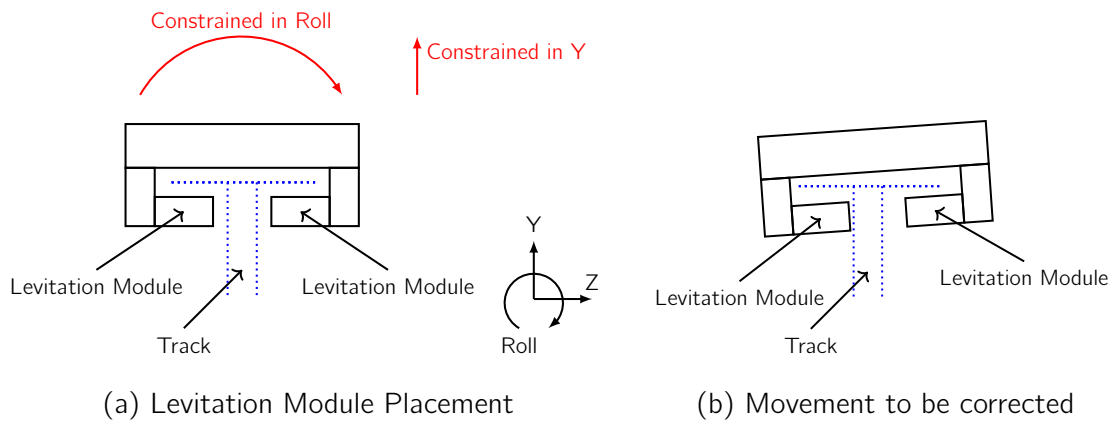 Constrained in Roll
Constrained in Y
Levitation Module
Levitation Module
Track
Y
Z
Roll
Levitation Module
Levitation Module
Track
(a) Levitation Module Placement
(b) Movement to be corrected